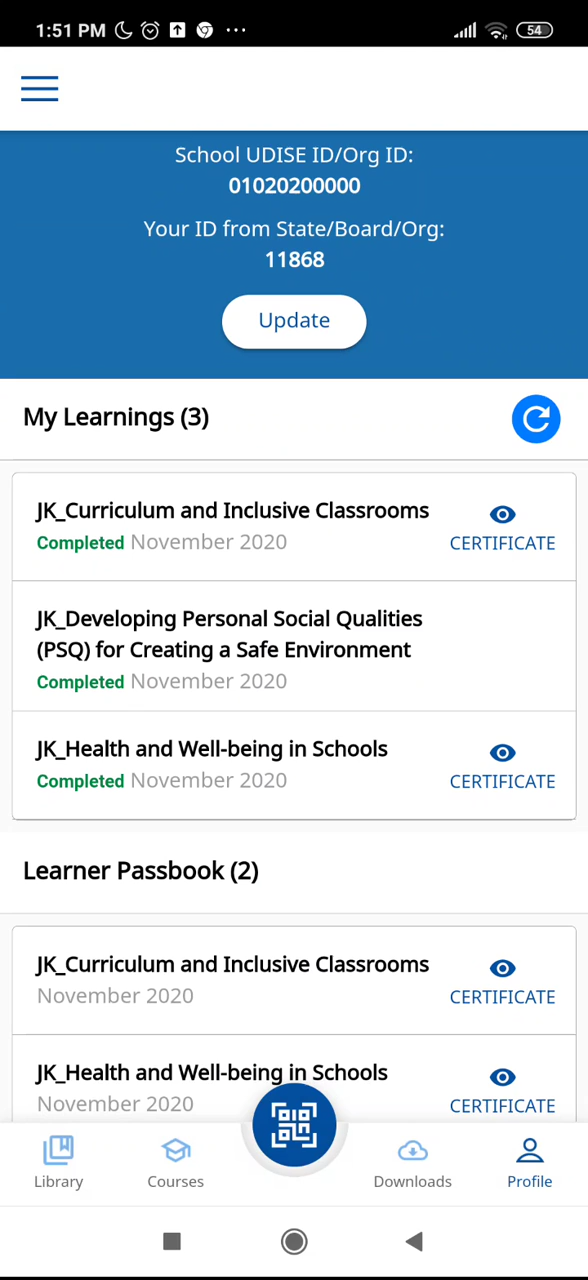 1:51 PM
54
School UDISE ID/Org ID:
01020200000
Your ID from State/Board/Org:
11868
Update
My Learnings (3)
JK_Curriculum and Inclusive Classrooms
Completed November 2020
CERTIFICATE
JK_Developing Personal Social Qualities
(PSQ) for Creating a Safe Environment
Completed November 2020
JK_Health and Well-being in Schools
Completed November 2020
CERTIFICATE
Learner Passbook (2)
JK_Curriculum and Inclusive Classrooms
November 2020
CERTIFICATE
JK_Health and Well-being in Schools
November 2020
CERTIFICATE
Library
Courses
Downloads
Profile